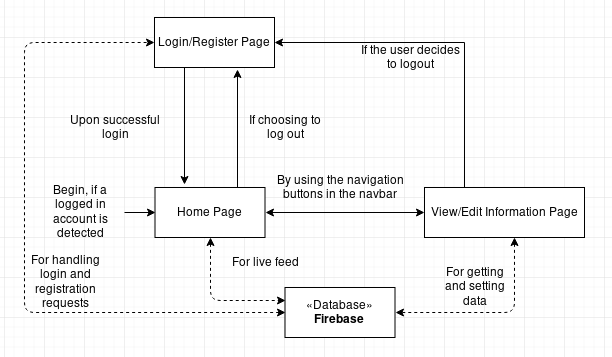 Login/Register Page
If the user decides
to logout
Upon successful
login
If choosing to
log out
Begin, if a
logged in
account is
detected
Home Page
By using the navigation
buttons in the navbar
View/Edit Information Page
For handling
login and
registration
requests
For live feed
For getting
and setting
data
«Database»
Firebase